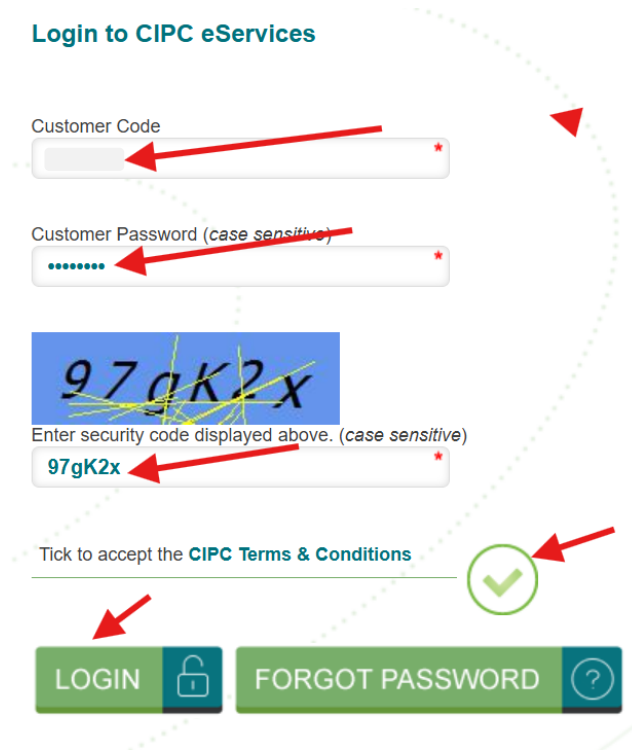 Login to CIPC eServices
Customer Code
*
Customer Password (case sensitive)
•••••••• *
97gK2x
Enter security code displayed above. (case sensitive)
97gK2x *
Tick to accept the CIPC Terms & Conditions
LOGIN FORGOT PASSWORD ?